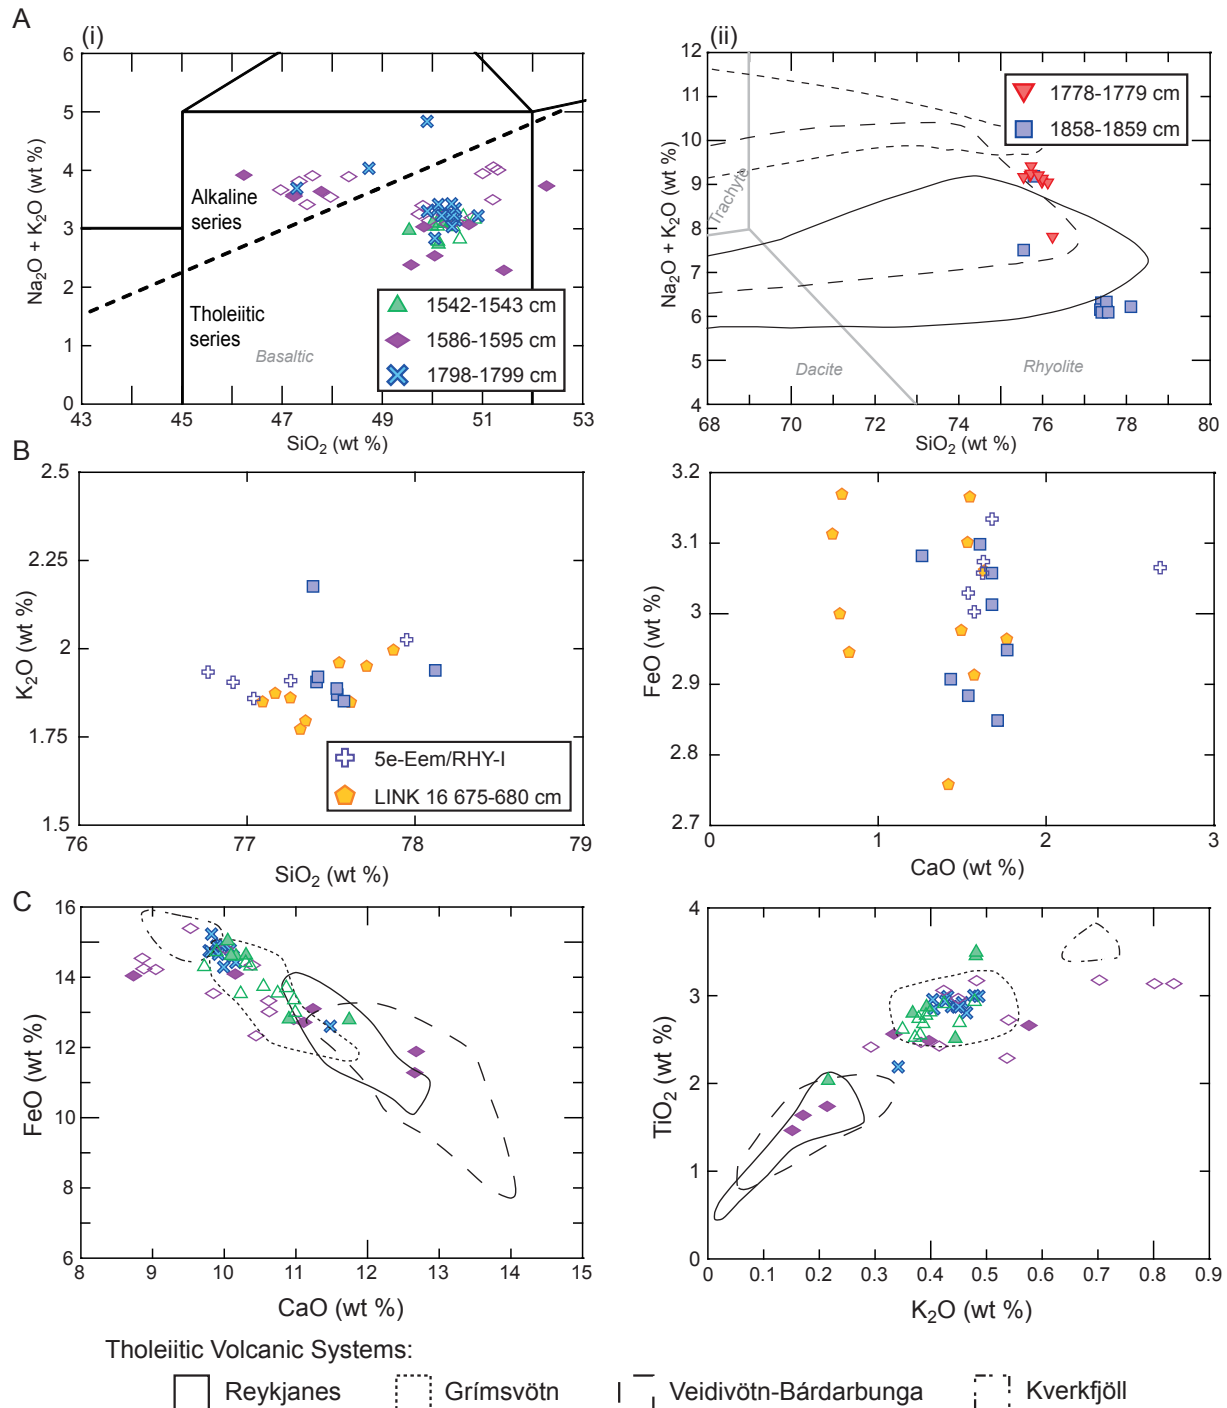 A
(i)
Na₂O + K₂O (wt %)
6
5
4
3
2
1
0
Alkaline
series
Tholeiitic
series
Basaltic
1542-1543 cm
1586-1595 cm
1798-1799 cm
43 45 47 49 51 53
SiO₂ (wt %)
(ii)
Na₂O + K₂O (wt %)
12
11
10
9
8
7
6
5
4
1778-1779 cm
1858-1859 cm
Trachyte
Dacite
Rhyolite
68 70 72 74 76 78 80
SiO₂ (wt %)
B
K₂O (wt %)
2.5
2.25
2
1.75
1.5
5e-Eem/RHY-I
LINK 16 675-680 cm
76 77 78 79
SiO₂ (wt %)
FeO (wt %)
3.2
3.1
3
2.9
2.8
2.7
0 1 2 3
CaO (wt %)
C
FeO (wt %)
16
14
12
10
8
6
8 9 10 11 12 13 14 15
CaO (wt %)
TiO₂ (wt %)
4
3
2
1
0
0 0.1 0.2 0.3 0.4 0.5 0.6 0.7 0.8 0.9
K₂O (wt %)
Tholeiitic Volcanic Systems:
Reykjanes Grímsvötn Veidivötn-Bárdarbunga Kverkfjöll